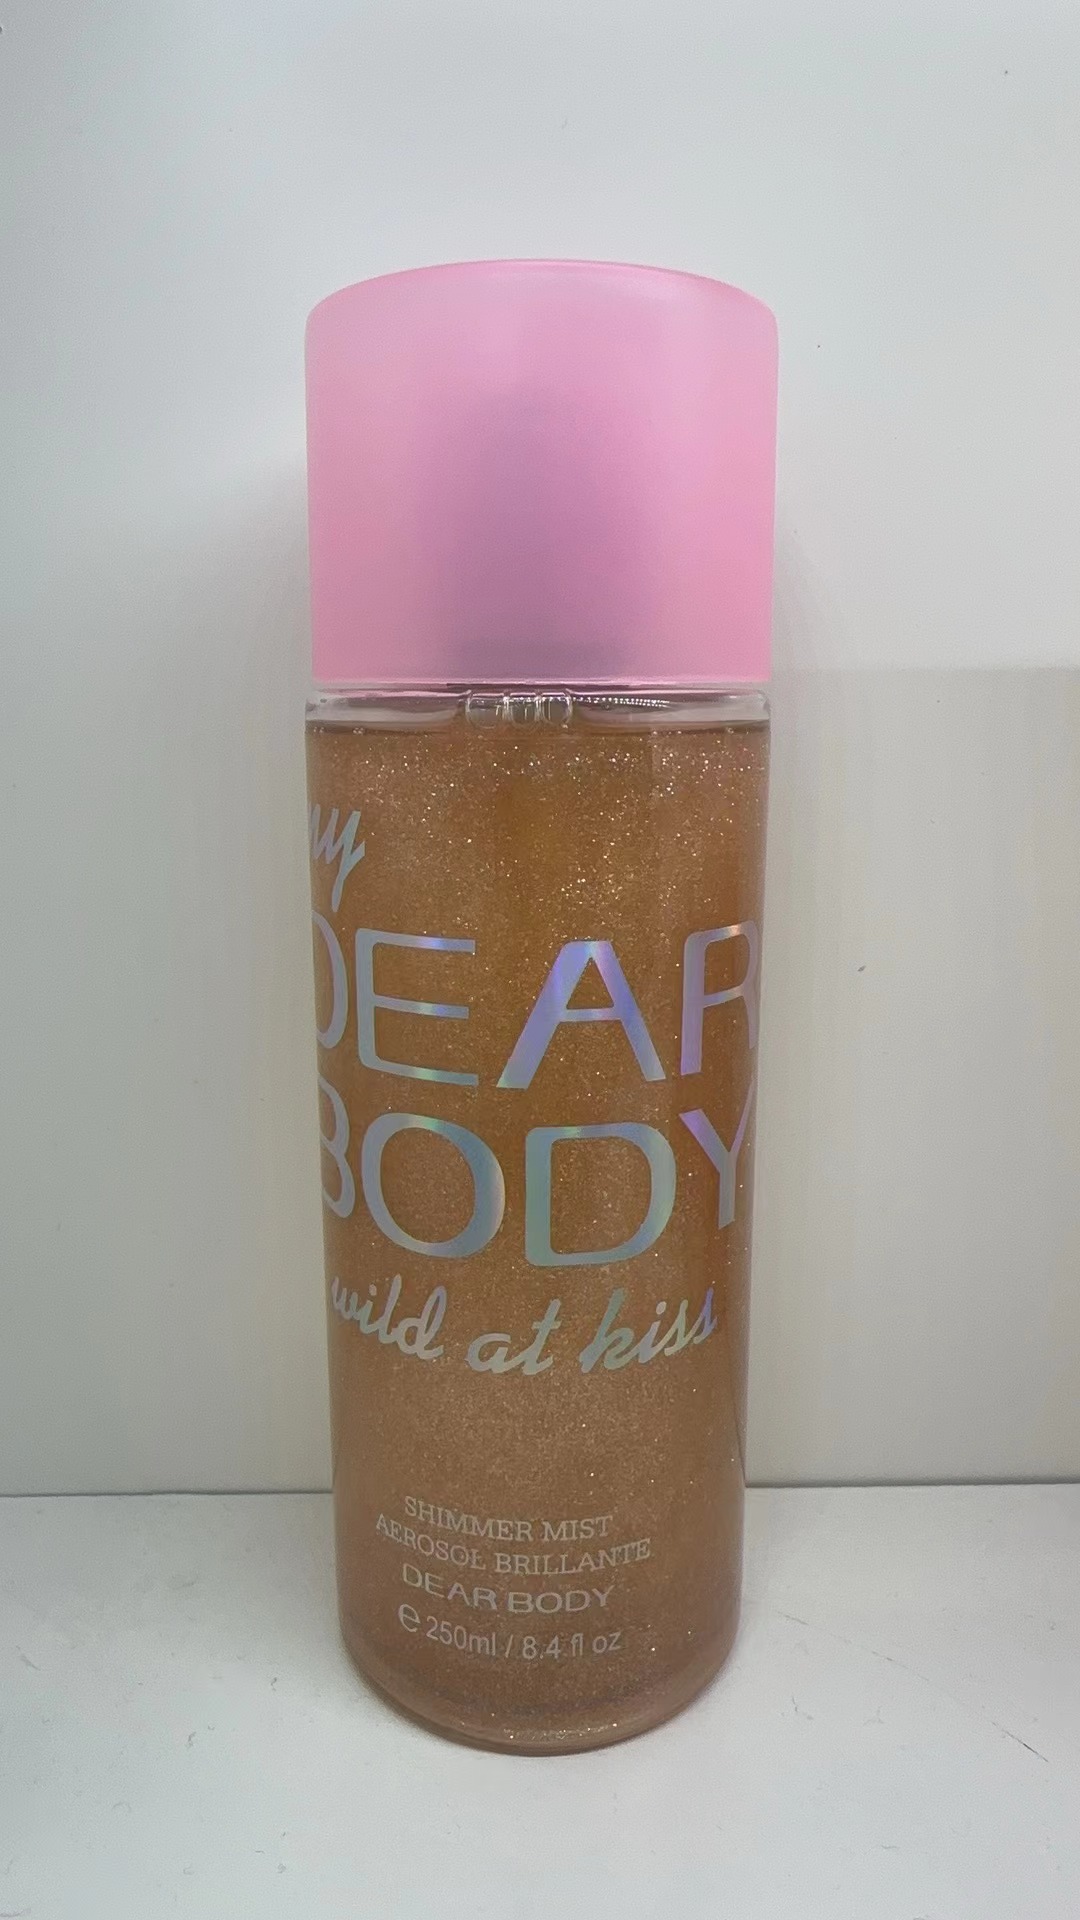 my
DEAR
BODY
wild at kiss
SHIMMER MIST
AEROSOL BRILLANTE
DEAR BODY
℮ 250ml / 8.4 fl oz